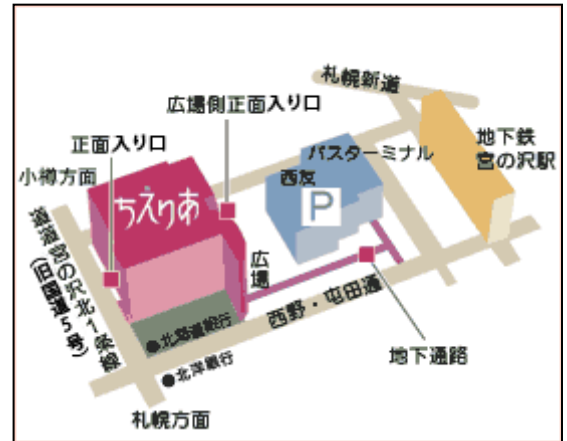 札幌新道
広場側正面入り口
地下鉄
宮の沢駅
正面入り口
バスターミナル
小樽方面
西友
ちえりあ
P
道道宮の沢北1条線
(旧国道5号)
広場
西野・屯田通
●北海道銀行
地下通路
●北洋銀行
札幌方面